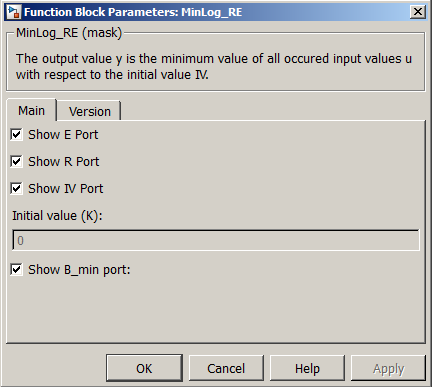 Function Block Parameters: MinLog_RE
MinLog_RE (mask)
The output value y is the minimum value of all occured input values u
with respect to the initial value IV.
Main Version
Show E Port
Show R Port
Show IV Port
Initial value (K):
0
Show B_min port:
OK Cancel Help Apply